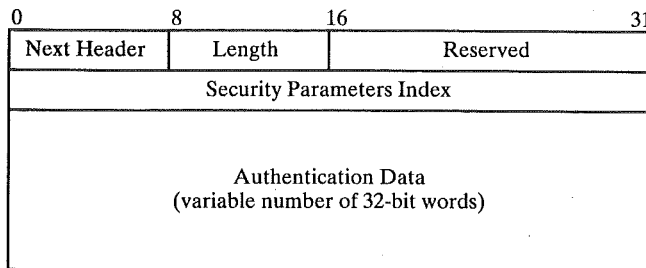 0 8 16 31
Next Header Length Reserved
Security Parameters Index
Authentication Data
(variable number of 32-bit words)